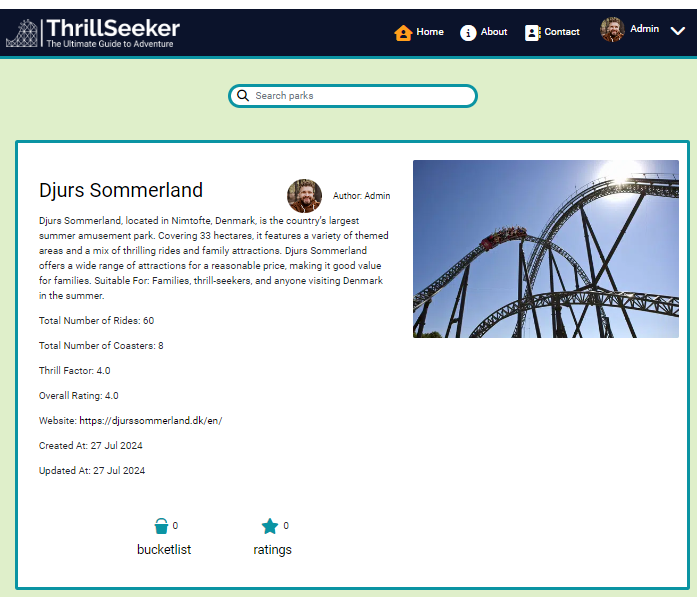 ThrillSeeker
The Ultimate Guide to Adventure
Home
About
Contact
Admin
Search parks
Djurs Sommerland
Author: Admin
Djurs Sommerland, located in Nimtofte, Denmark, is the country's largest
summer amusement park. Covering 33 hectares, it features a variety of themed
areas and a mix of thrilling rides and family attractions. Djurs Sommerland
offers a wide range of attractions for a reasonable price, making it good value
for families. Suitable For: Families, thrill-seekers, and anyone visiting Denmark
in the summer.
Total Number of Rides: 60
Total Number of Coasters: 8
Thrill Factor: 4.0
Overall Rating: 4.0
Website: https://djurssommerland.dk/en/
Created At: 27 Jul 2024
Updated At: 27 Jul 2024
0
0
bucketlist
ratings